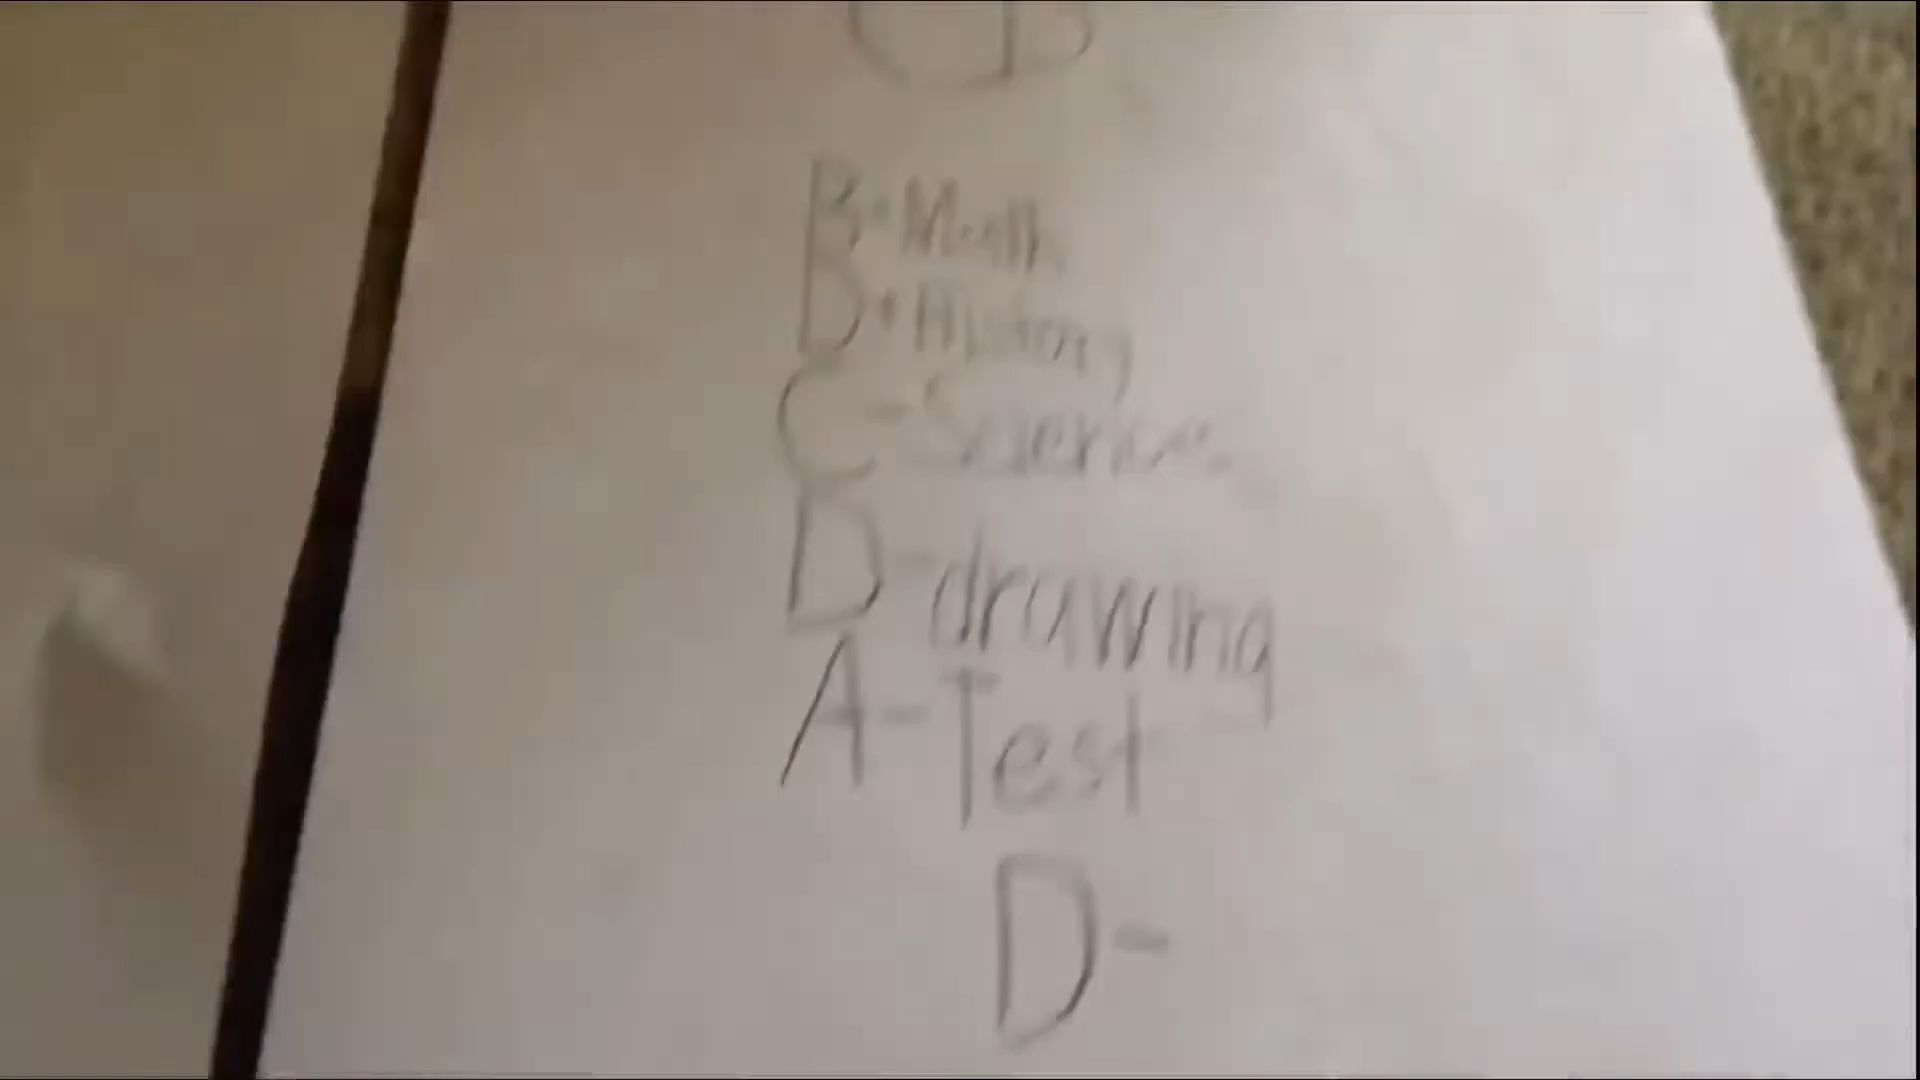 B+ Math
D+ History
C- Science
D- drawing
A- Test
D-